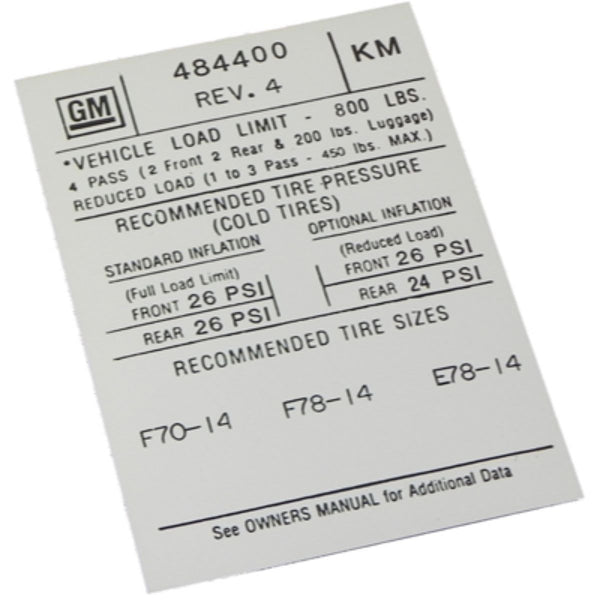 GM
484400
REV. 4
KM
*VEHICLE LOAD LIMIT - 800 LBS.
4 PASS (2 Front 2 Rear & 200 lbs. Luggage)
REDUCED LOAD (1 to 3 Pass - 450 lbs. MAX.)
RECOMMENDED TIRE PRESSURE
(COLD TIRES)
STANDARD INFLATION
(Full Load Limit)
FRONT 26 PSI
REAR 26 PSI
OPTIONAL INFLATION
(Reduced Load)
FRONT 26 PSI
REAR 24 PSI
RECOMMENDED TIRE SIZES
F70-14 F78-14 E78-14
See OWNERS MANUAL for Additional Data